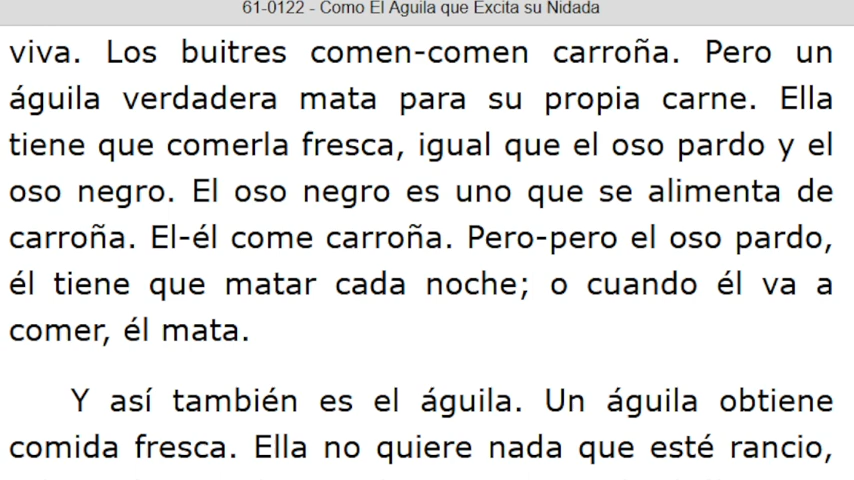 61-0122 - Como El Aguila que Excita su Nidada
viva. Los buitres comen-comen carroña. Pero un
águila verdadera mata para su propia carne. Ella
tiene que comerla fresca, igual que el oso pardo y el
oso negro. El oso negro es uno que se alimenta de
carroña. El-él come carroña. Pero-pero el oso pardo,
él tiene que matar cada noche; o cuando él va a
comer, él mata.
Y así también es el águila. Un águila obtiene
comida fresca. Ella no quiere nada que esté rancio,